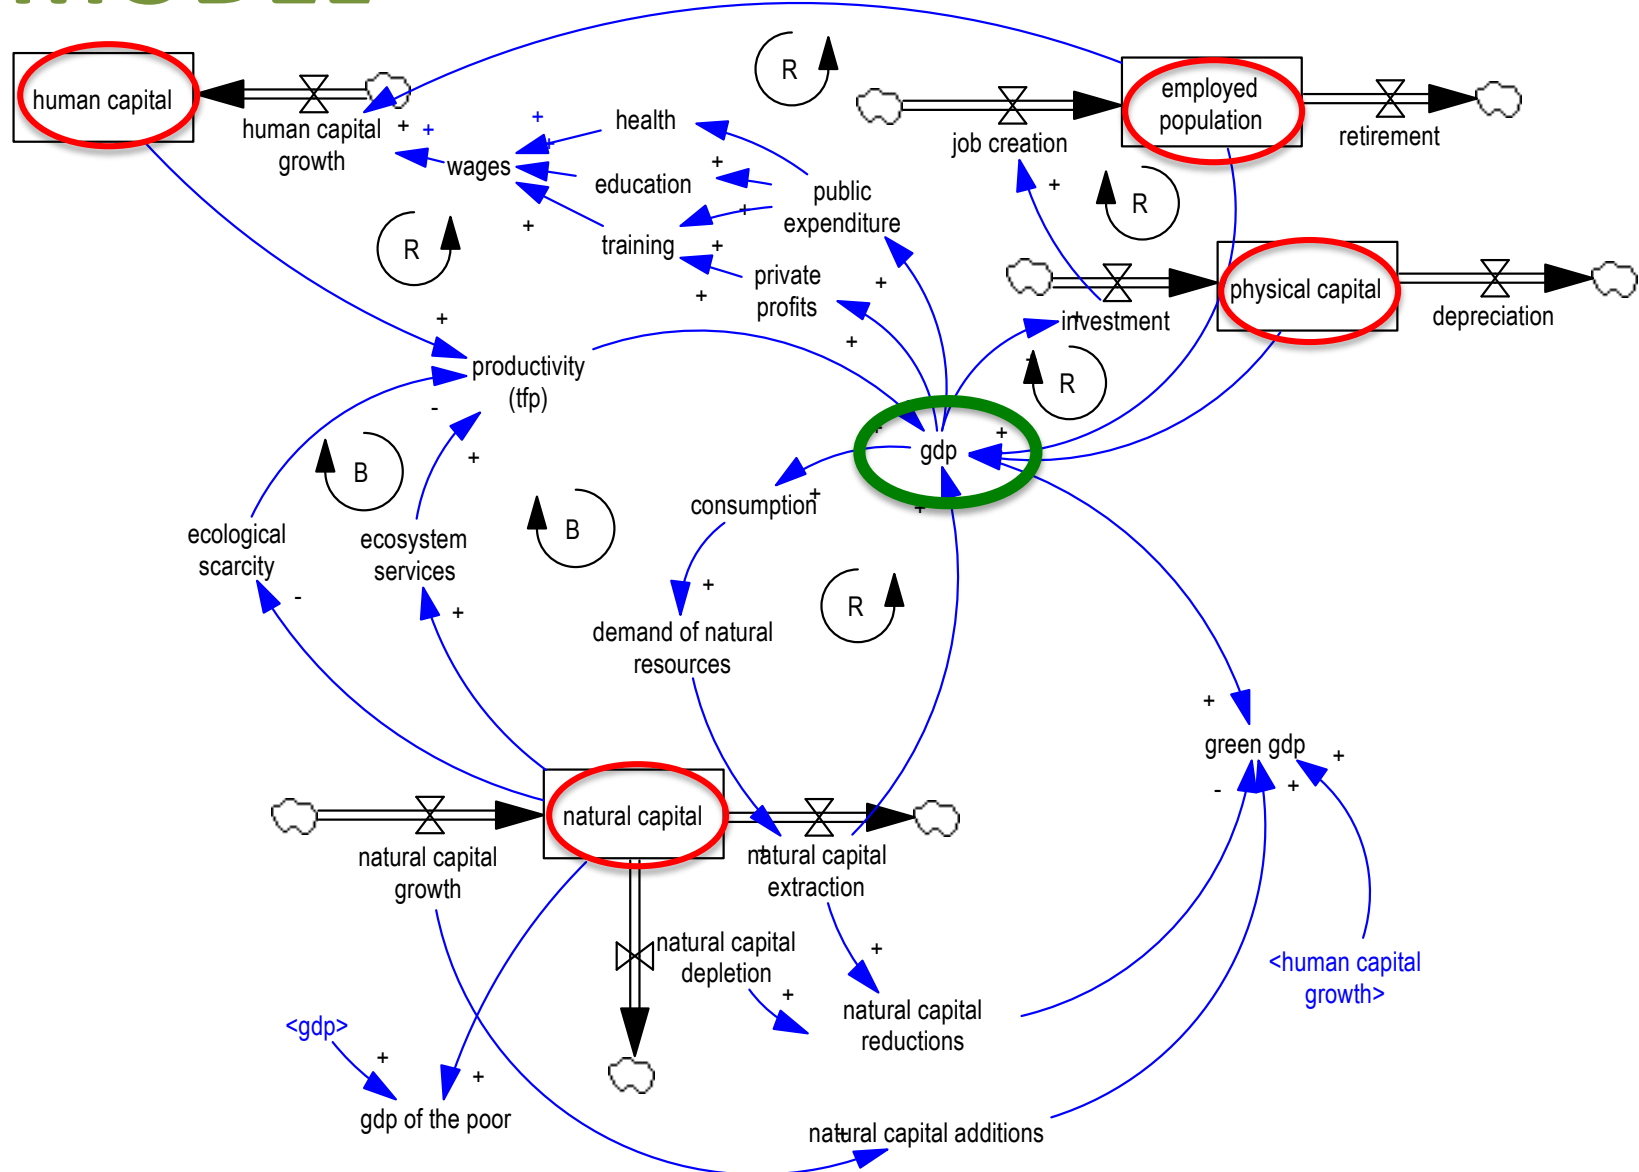 MODEL
human capital
human capital
growth
+
+
wages
+
+
health
education
training
+
+
+
+
+
public
expenditure
private
profits
+
+
R
R
job creation
employed
population
retirement
+
R
investment
+
physical capital
depreciation
R
+
productivity
(tfp)
-
+
B
B
gdp
+
+
+
consumption
+
ecological
scarcity
ecosystem
services
-
+
+
demand of natural
resources
R
+
green gdp
+
-
+
natural capital
natural capital
growth
natural capital
extraction
+
natural capital
depletion
+
+
natural capital
reductions
<human capital
growth>
<gdp>
+
+
gdp of the poor
natural capital additions
+